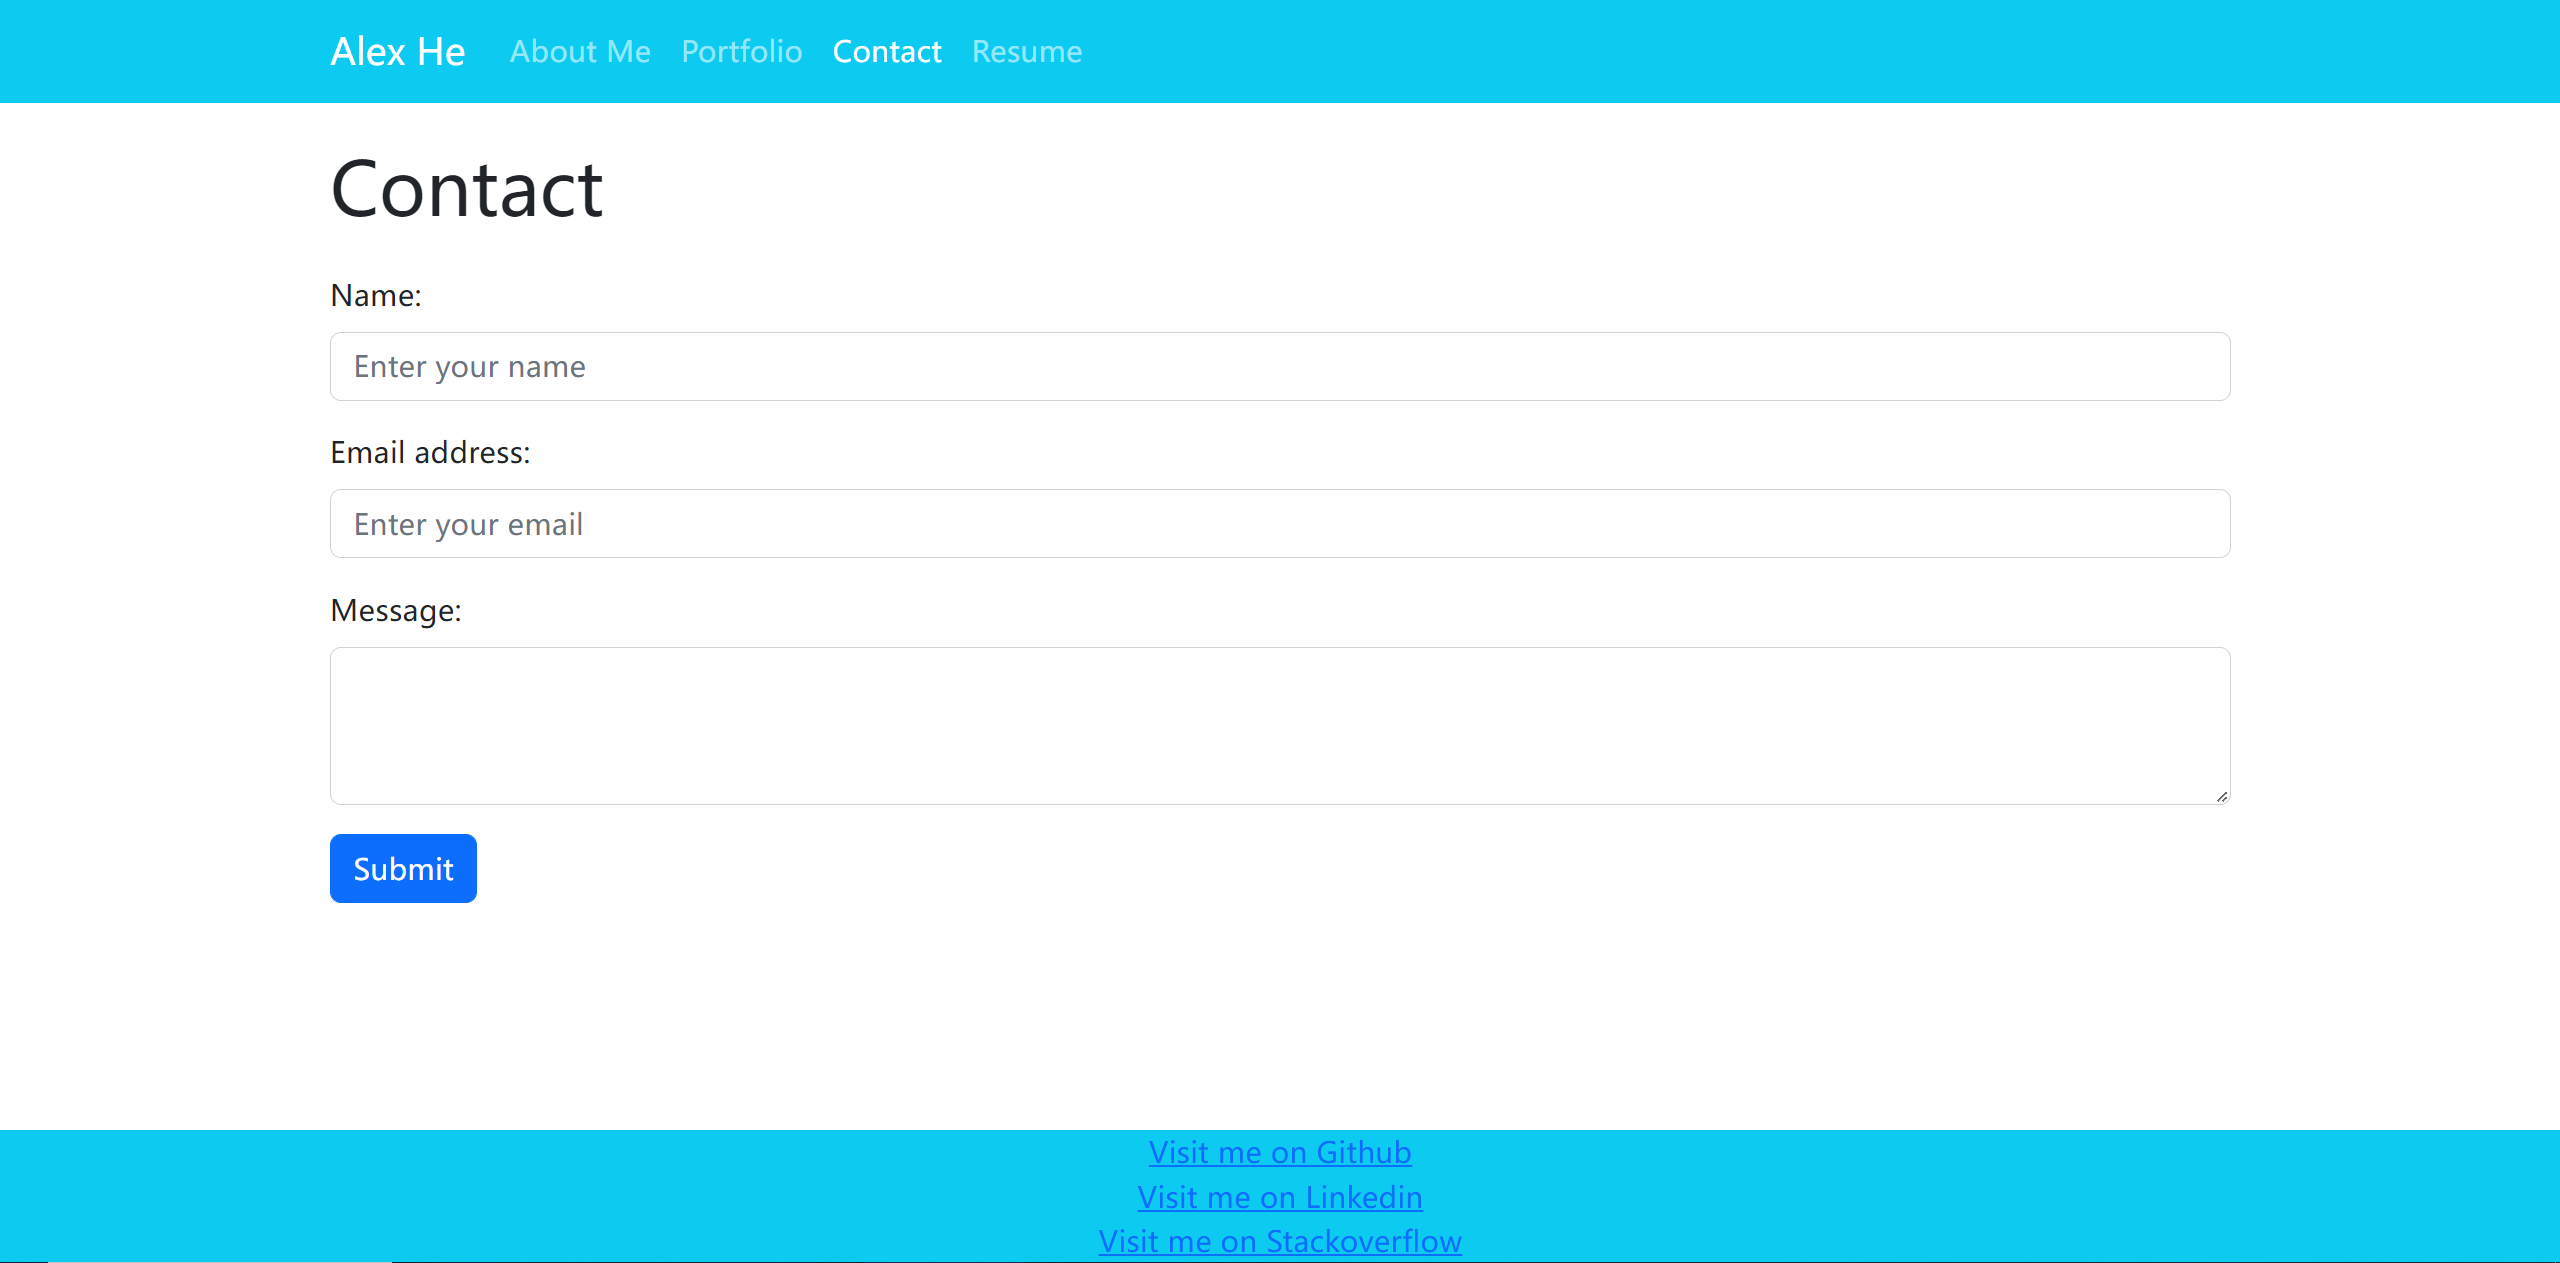 Alex He About Me Portfolio Contact Resume
Contact
Name:
Enter your name
Email address:
Enter your email
Message:
Submit
Visit me on Github
Visit me on Linkedin
Visit me on Stackoverflow